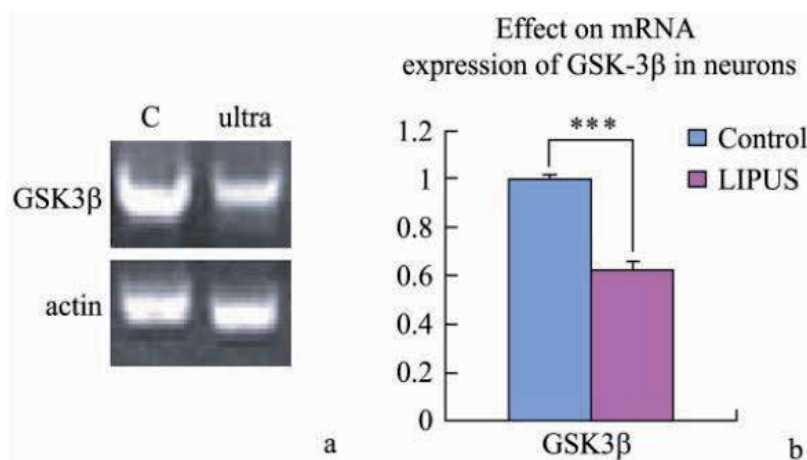 C ultra
GSK3β
actin
a
Effect on mRNA
expression of GSK-3β in neurons
1.2
1
0.8
0.6
0.4
0.2
0
***
Control
LIPUS
GSK3β
b